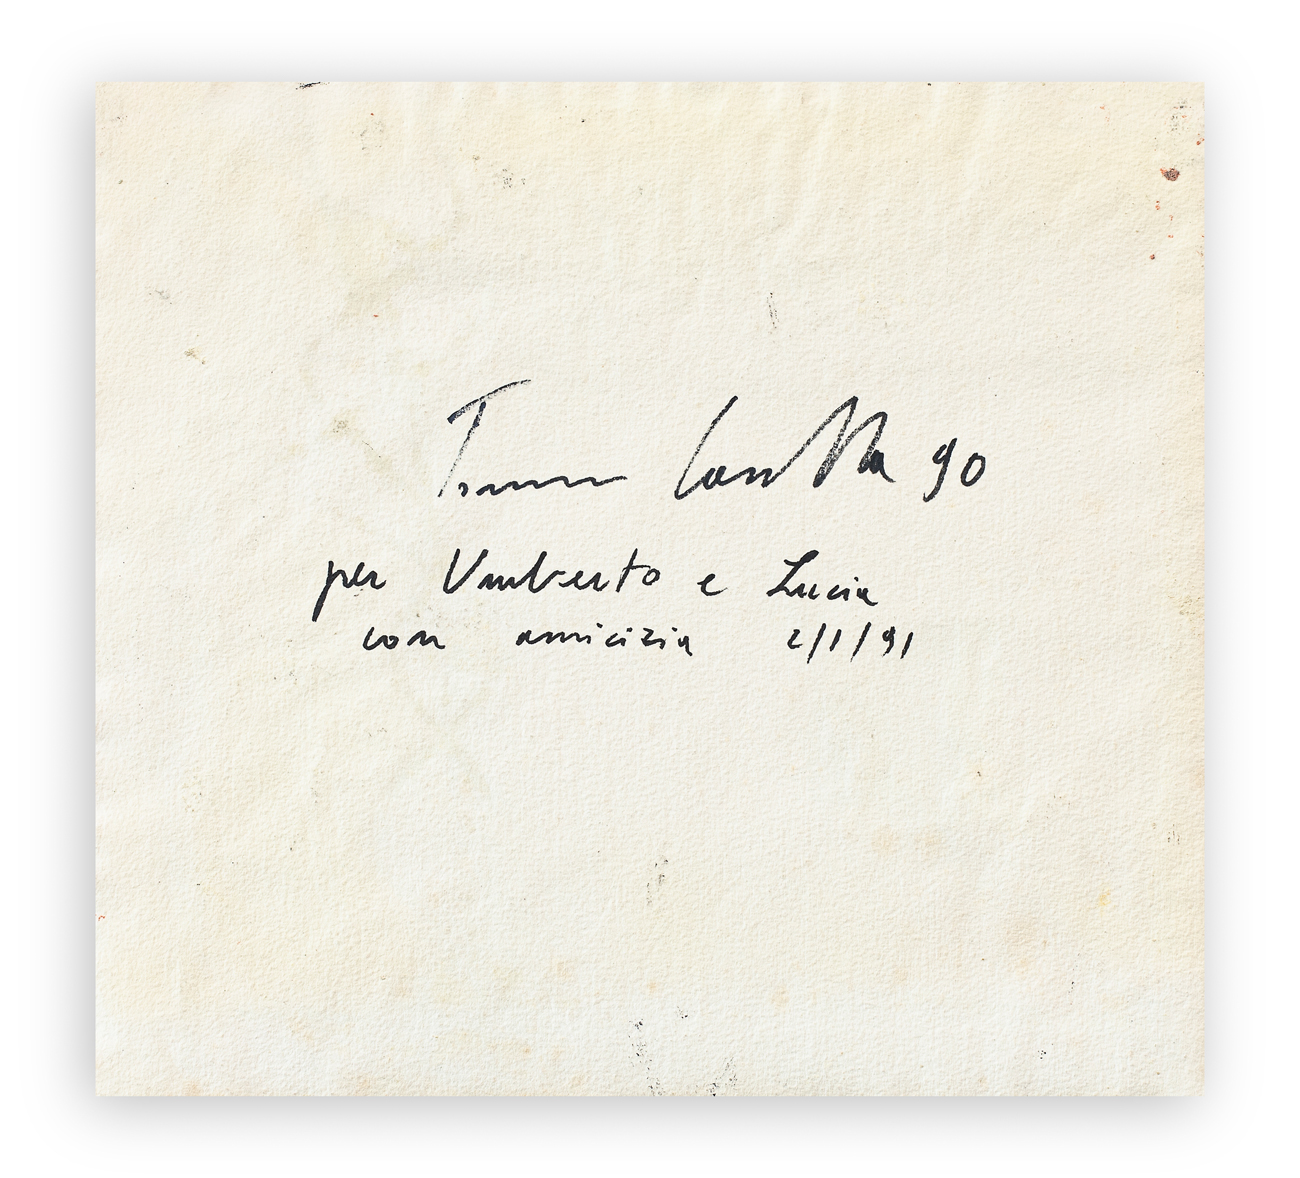 90
per Umberto e Lucia
con amicizia 2/1/91